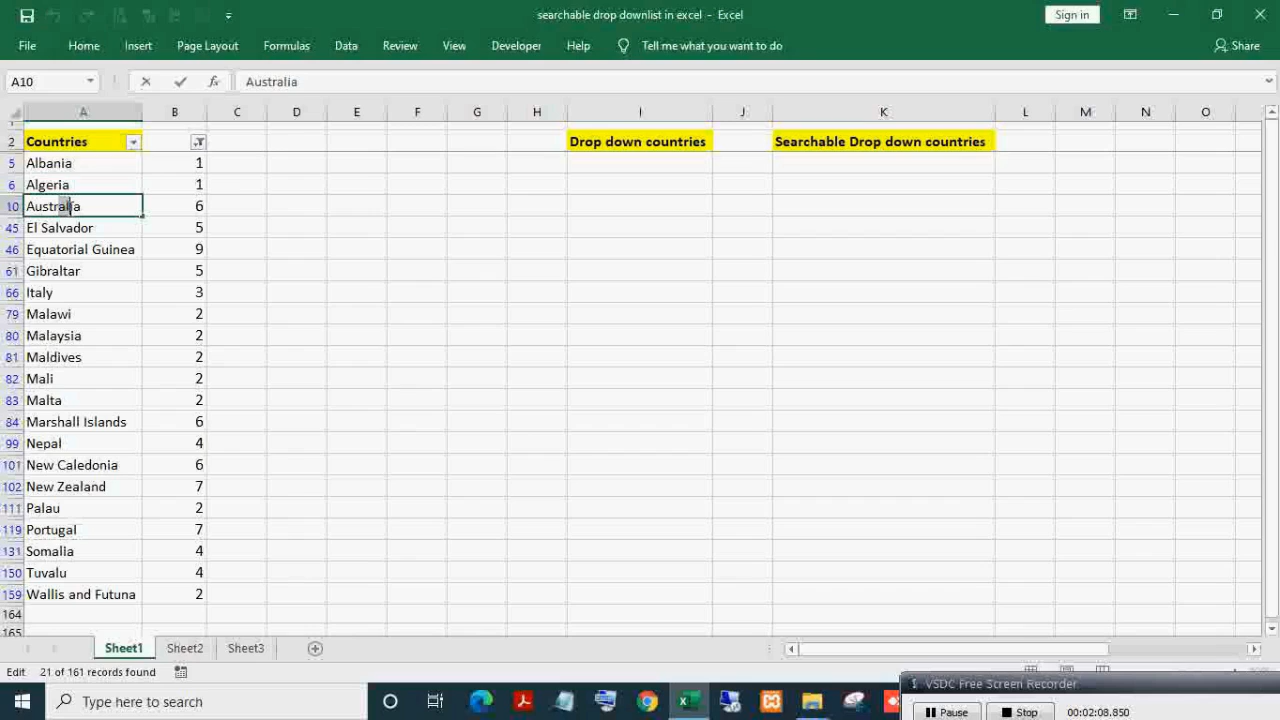 searchable drop downlist in excel - Excel
Sign in
File Home Insert Page Layout Formulas Data Review View Developer Help Tell me what you want to do Share
A10 fx Australia
A B C D E F G H I J K L M N O
2 Countries Drop down countries Searchable Drop down countries
5 Albania 1
6 Algeria 1
10 Australia 6
45 El Salvador 5
46 Equatorial Guinea 9
61 Gibraltar 5
66 Italy 3
79 Malawi 2
80 Malaysia 2
81 Maldives 2
82 Mali 2
83 Malta 2
84 Marshall Islands 6
99 Nepal 4
101 New Caledonia 6
102 New Zealand 7
111 Palau 2
119 Portugal 7
131 Somalia 4
150 Tuvalu 4
159 Wallis and Futuna 2
164
165
Sheet1 Sheet2 Sheet3
Edit 21 of 161 records found
VSDC Free Screen Recorder
Type here to search
Pause Stop 00:02:08.850